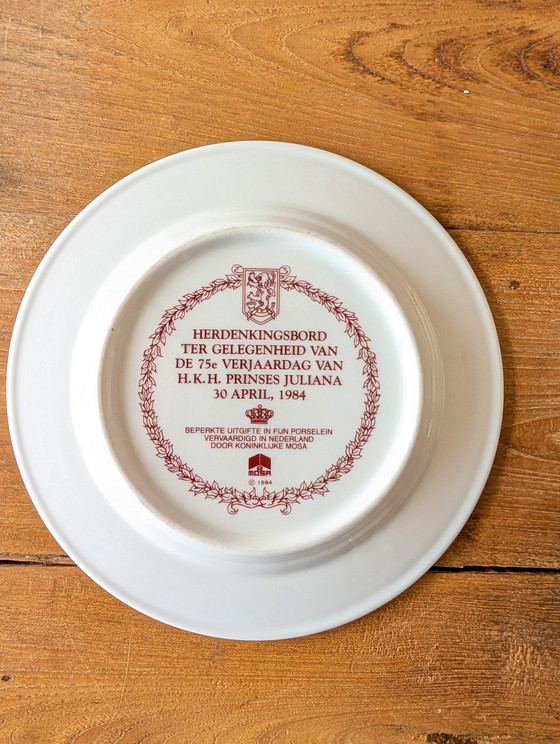 HERDENKINGSBORD
TER GELEGENHEID VAN
DE 75e VERJAARDAG VAN
H.K.H. PRINSES JULIANA
30 APRIL, 1984
BEPERKTE UITGIFTE IN FIJN PORSELEIN
VERVAARDIGD IN NEDERLAND
DOOR KONINKLIJKE MOSA
MOSA
© 1984